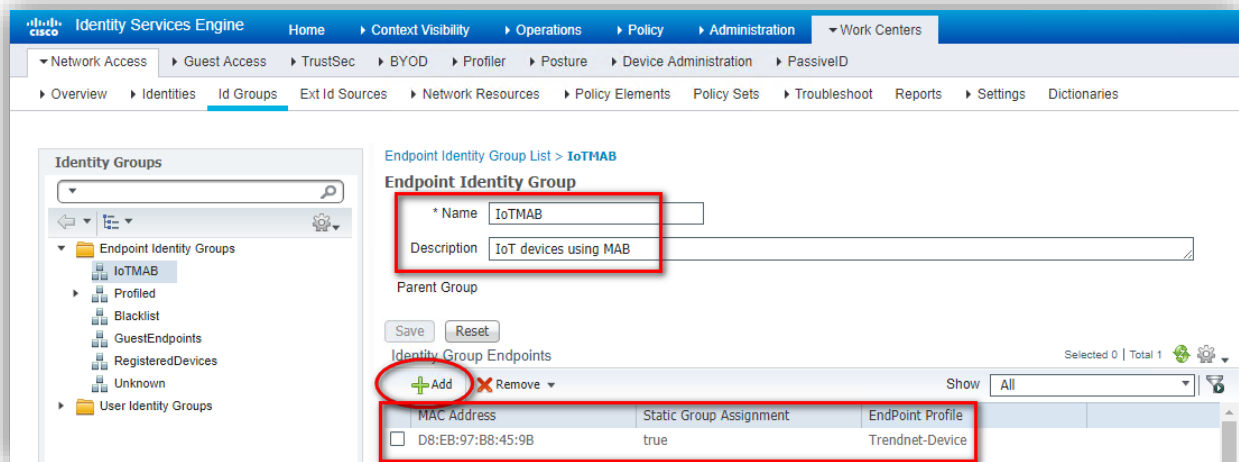 cisco Identity Services Engine Home Context Visibility Operations Policy Administration Work Centers
Network Access Guest Access TrustSec BYOD Profiler Posture Device Administration PassiveID
Overview Identities Id Groups Ext Id Sources Network Resources Policy Elements Policy Sets Troubleshoot Reports Settings Dictionaries
Identity Groups
Endpoint Identity Groups
IoTMAB
Profiled
Blacklist
GuestEndpoints
RegisteredDevices
Unknown
User Identity Groups
Endpoint Identity Group List > IoTMAB
Endpoint Identity Group
* Name IoTMAB
Description IoT devices using MAB
Parent Group
Save Reset
Identity Group Endpoints Selected 0 | Total 1
Add Remove Show All
MAC Address Static Group Assignment EndPoint Profile
D8:EB:97:B8:45:9B true Trendnet-Device